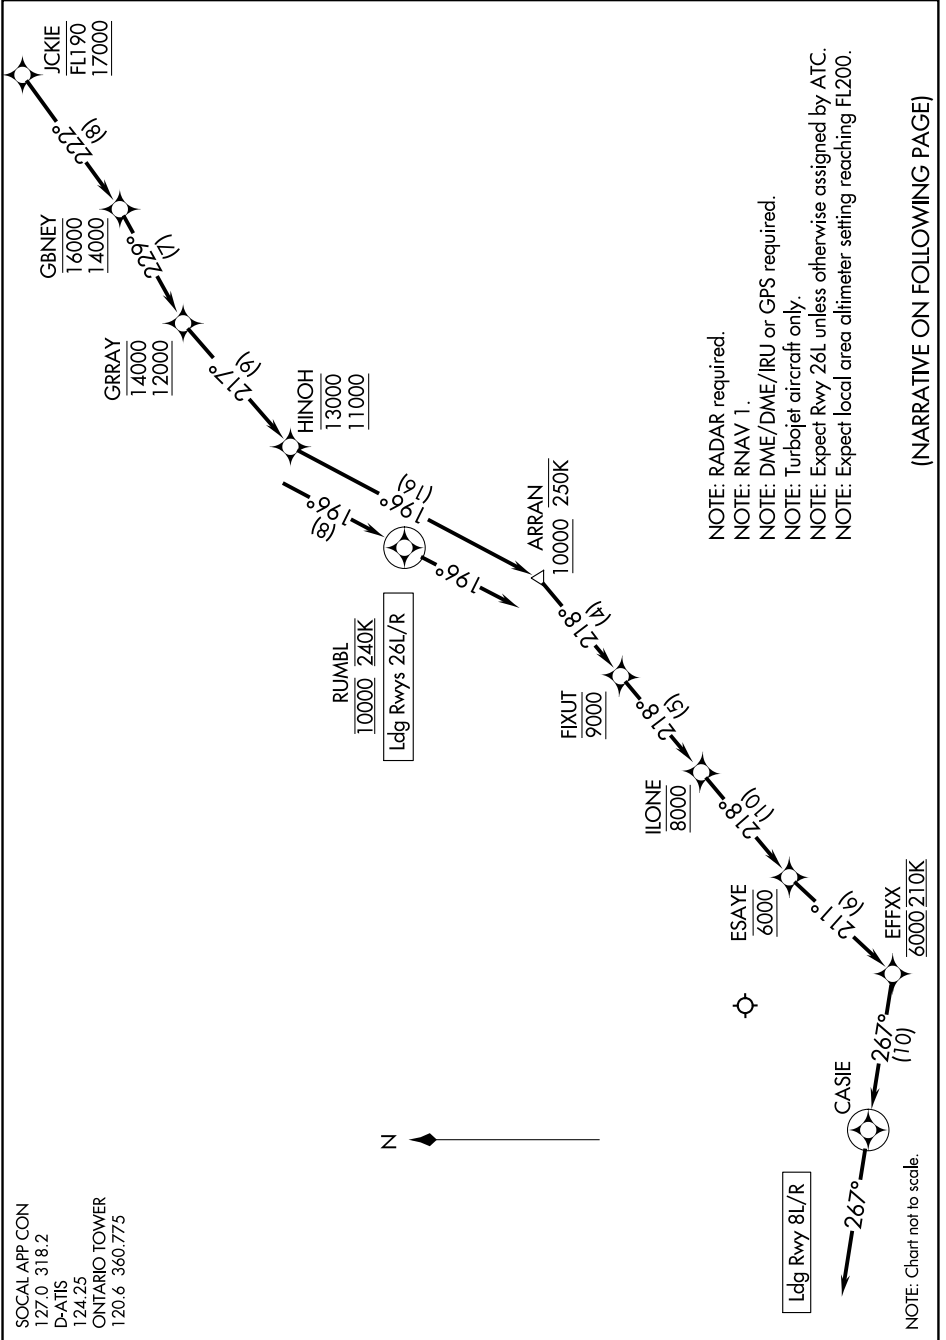 SOCAL APP CON
127.0 318.2
D-ATIS
124.25
ONTARIO TOWER
120.6 360.775
JCKIE
FL190
17000
222°
(8)
GBNEY
16000
14000
229°
(7)
GRRAY
14000
12000
217°
(9)
HINOH
13000
11000
196°
(16)
196°
(8)
RUMBL
10000 240K
Ldg Rwys 26L/R
196°
ARRAN
10000 250K
218°
(4)
FIXUT
9000
218°
(5)
ILONE
8000
218°
(10)
ESAYE
6000
211°
(6)
EFFXX
6000 210K
267°
(10)
CASIE
267°
Ldg Rwy 8L/R
N
NOTE: RADAR required.
NOTE: RNAV 1.
NOTE: DME/DME/IRU or GPS required.
NOTE: Turbojet aircraft only.
NOTE: Expect Rwy 26L unless otherwise assigned by ATC.
NOTE: Expect local area altimeter setting reaching FL200.
NOTE: Chart not to scale.
(NARRATIVE ON FOLLOWING PAGE)